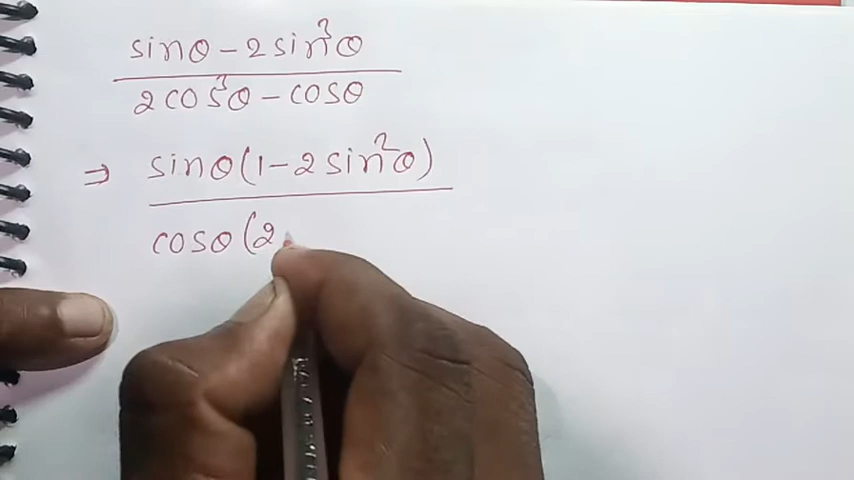 sinθ - 2sin³θ
2cos³θ - cosθ
⇒ sinθ(1 - 2sin²θ)
cosθ(2